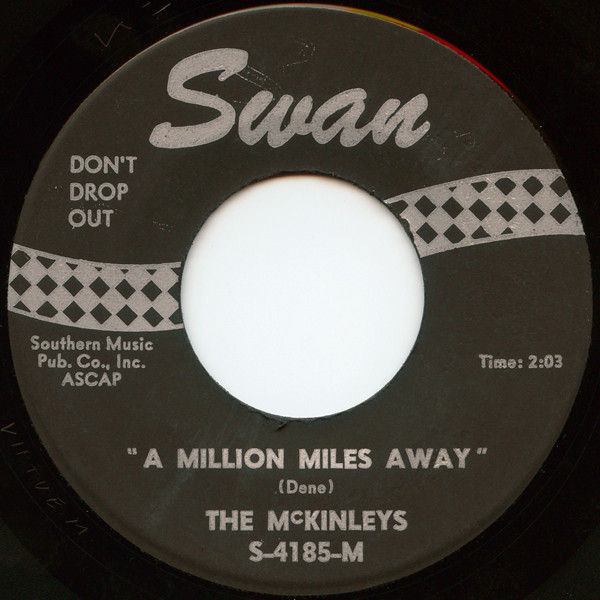 Swan
DON'T
DROP
OUT
Southern Music
Pub. Co., Inc.
ASCAP
Time: 2:03
"A MILLION MILES AWAY"
(Dene)
THE McKINLEYS
S-4185-M